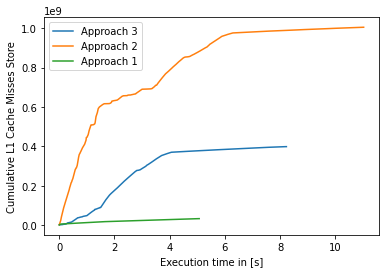 1e9
Cumulative L1 Cache Misses Store
1.0
0.8
0.6
0.4
0.2
0.0
Approach 3
Approach 2
Approach 1
0 2 4 6 8 10
Execution time in [s]